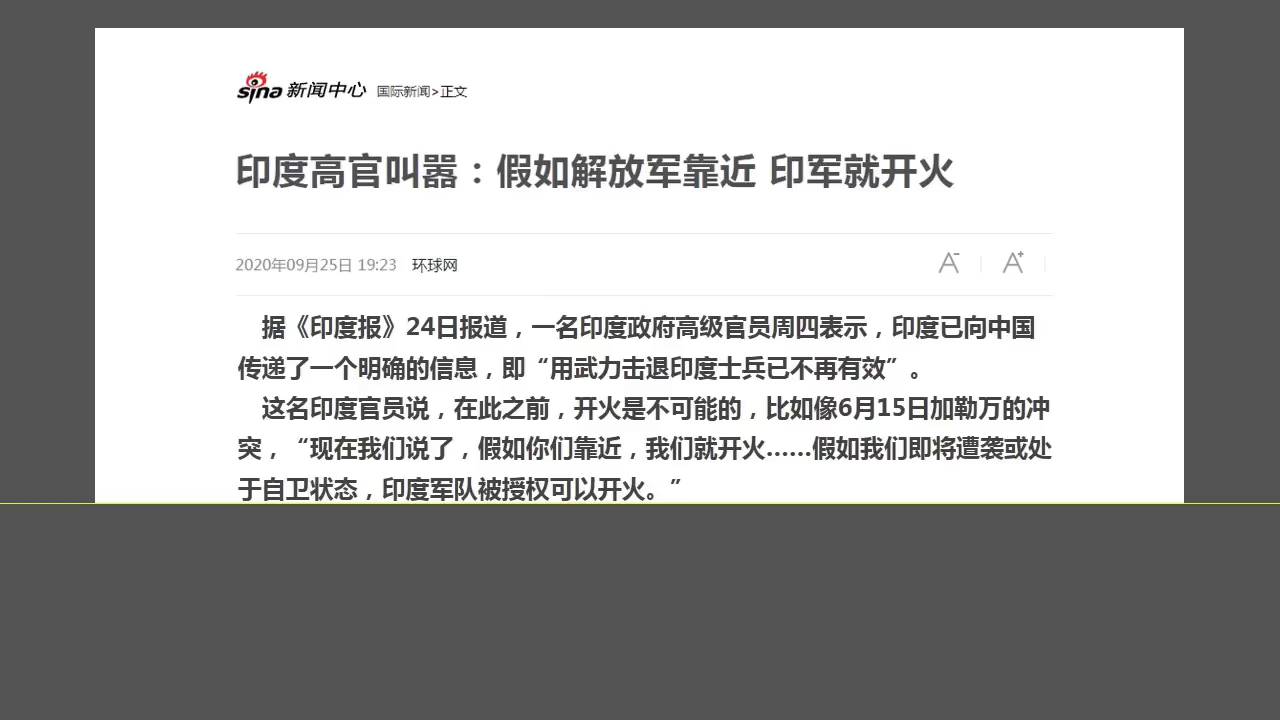 sina 新闻中心 国际新闻>正文
印度高官叫嚣：假如解放军靠近 印军就开火
2020年09月25日 19:23 环球网 A- A+
据《印度报》24日报道，一名印度政府高级官员周四表示，印度已向中国
传递了一个明确的信息，即“用武力击退印度士兵已不再有效”。
这名印度官员说，在此之前，开火是不可能的，比如像6月15日加勒万的冲
突，“现在我们说了，假如你们靠近，我们就开火……假如我们即将遭袭或处
于自卫状态，印度军队被授权可以开火。”